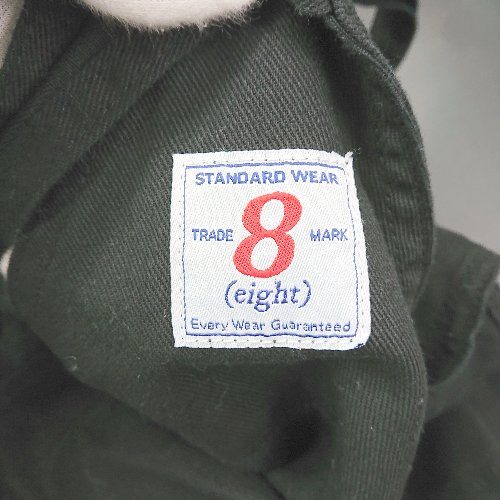 STANDARD WEAR
TRADE 8 MARK
(eight)
Every Wear Guaranteed